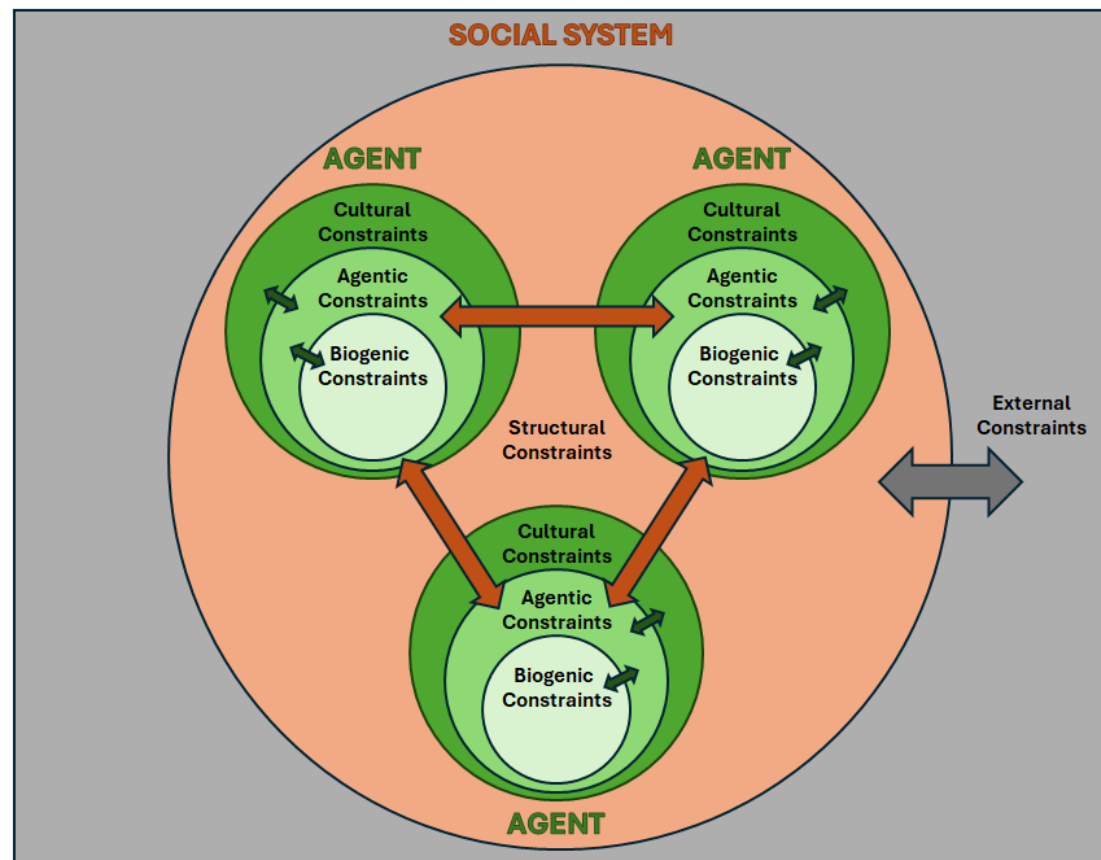 SOCIAL SYSTEM
AGENT
AGENT
Cultural
Constraints
Cultural
Constraints
Agentic
Constraints
Agentic
Constraints
Biogenic
Constraints
Biogenic
Constraints
External
Constraints
Structural
Constraints
Cultural
Constraints
Agentic
Constraints
Biogenic
Constraints
AGENT